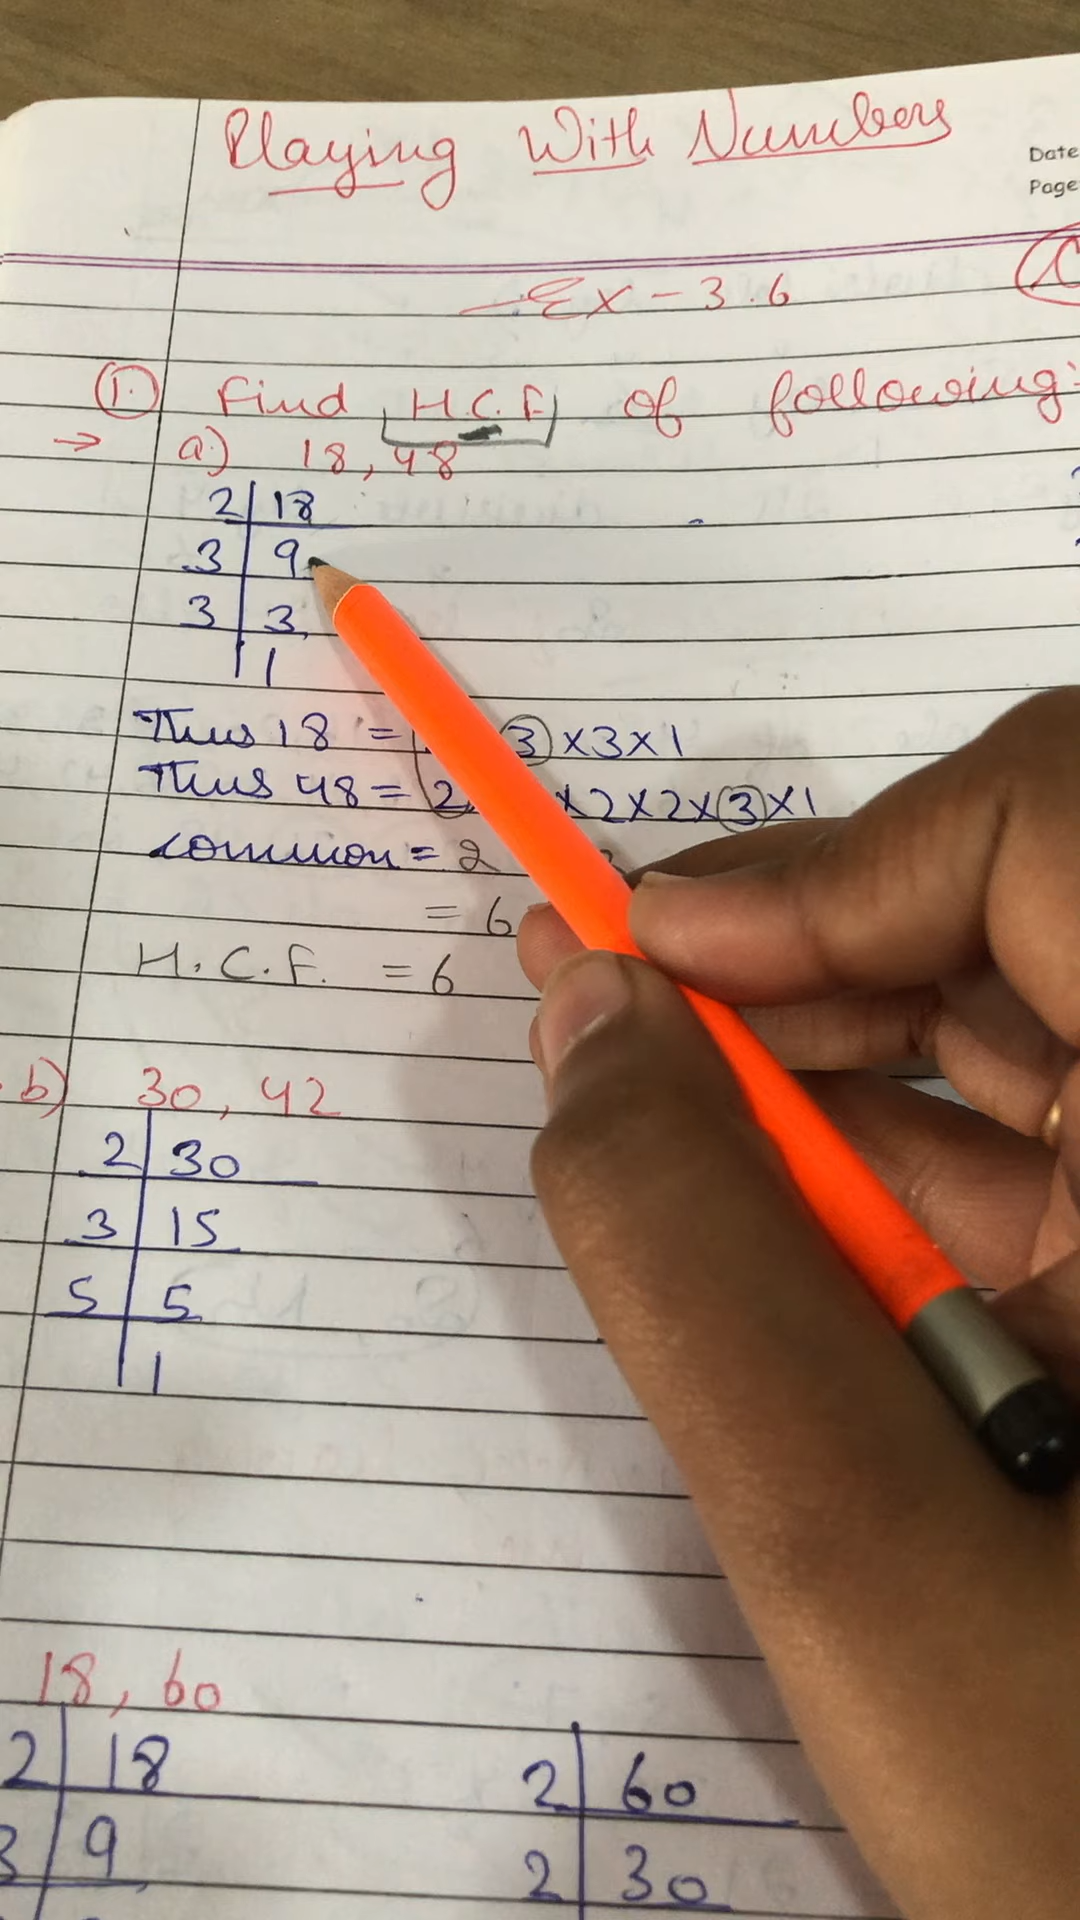 Playing With Numbers
Date
Page
Ex - 3.6
1. Find H.C.F. of following:
→ a) 18, 48
2 | 18
3 | 9
3 | 3
| 1
Thus 18 = 3 × 3 × 1
Thus 48 = 2 × 2 × 2 × 3 × 1
common = 2
= 6
H.C.F. = 6
b) 30, 42
2 | 30
3 | 15
5 | 5
| 1
18, 60
2 | 18 2 | 60
3 | 9 2 | 30